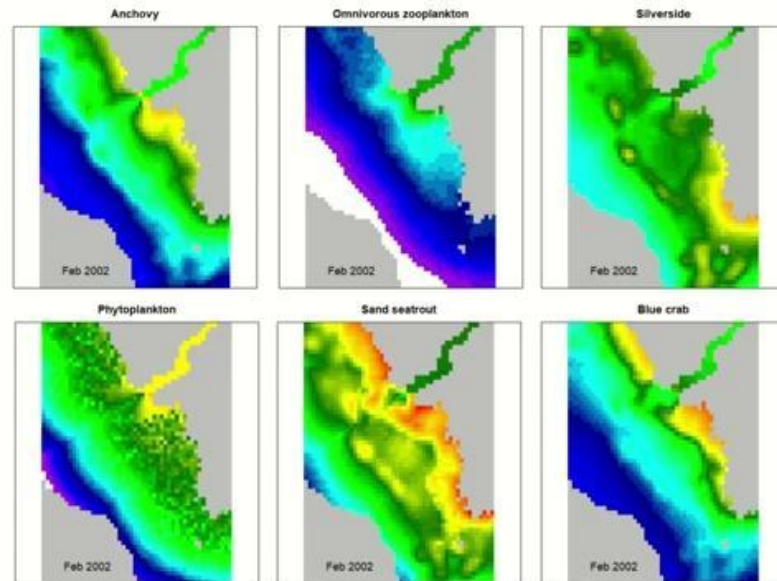 Anchovy
Omnivorous zooplankton
Silverside
Feb 2002
Feb 2002
Feb 2002
Phytoplankton
Sand seatrout
Blue crab
Feb 2002
Feb 2002
Feb 2002